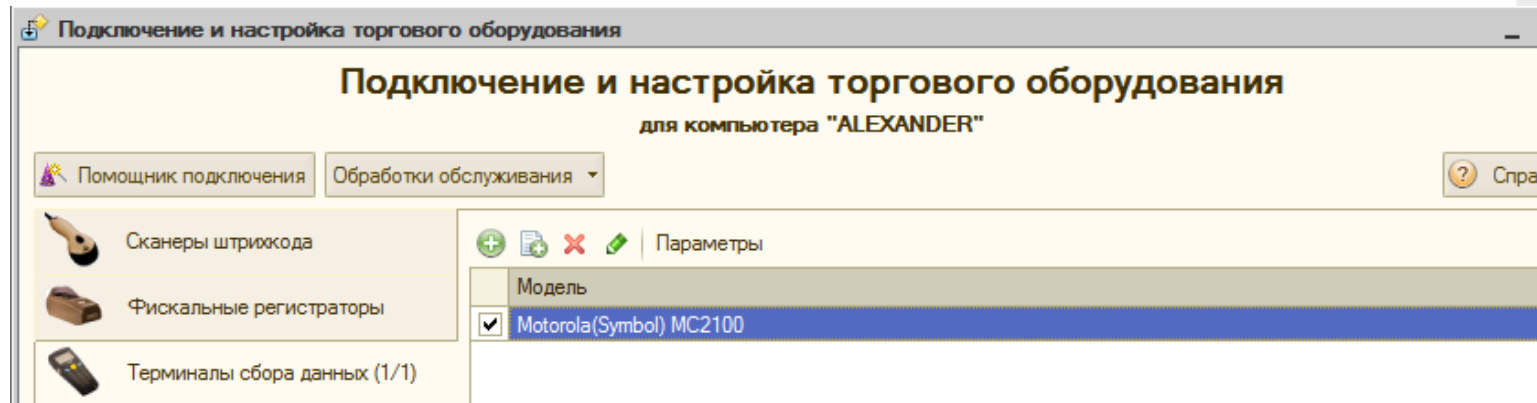 Подключение и настройка торгового оборудования
Подключение и настройка торгового оборудования
для компьютера "ALEXANDER"
Помощник подключения
Обработки обслуживания
?
Сканеры штрихкода
Параметры
Модель
Фискальные регистраторы
Motorola(Symbol) MC2100
Терминалы сбора данных (1/1)